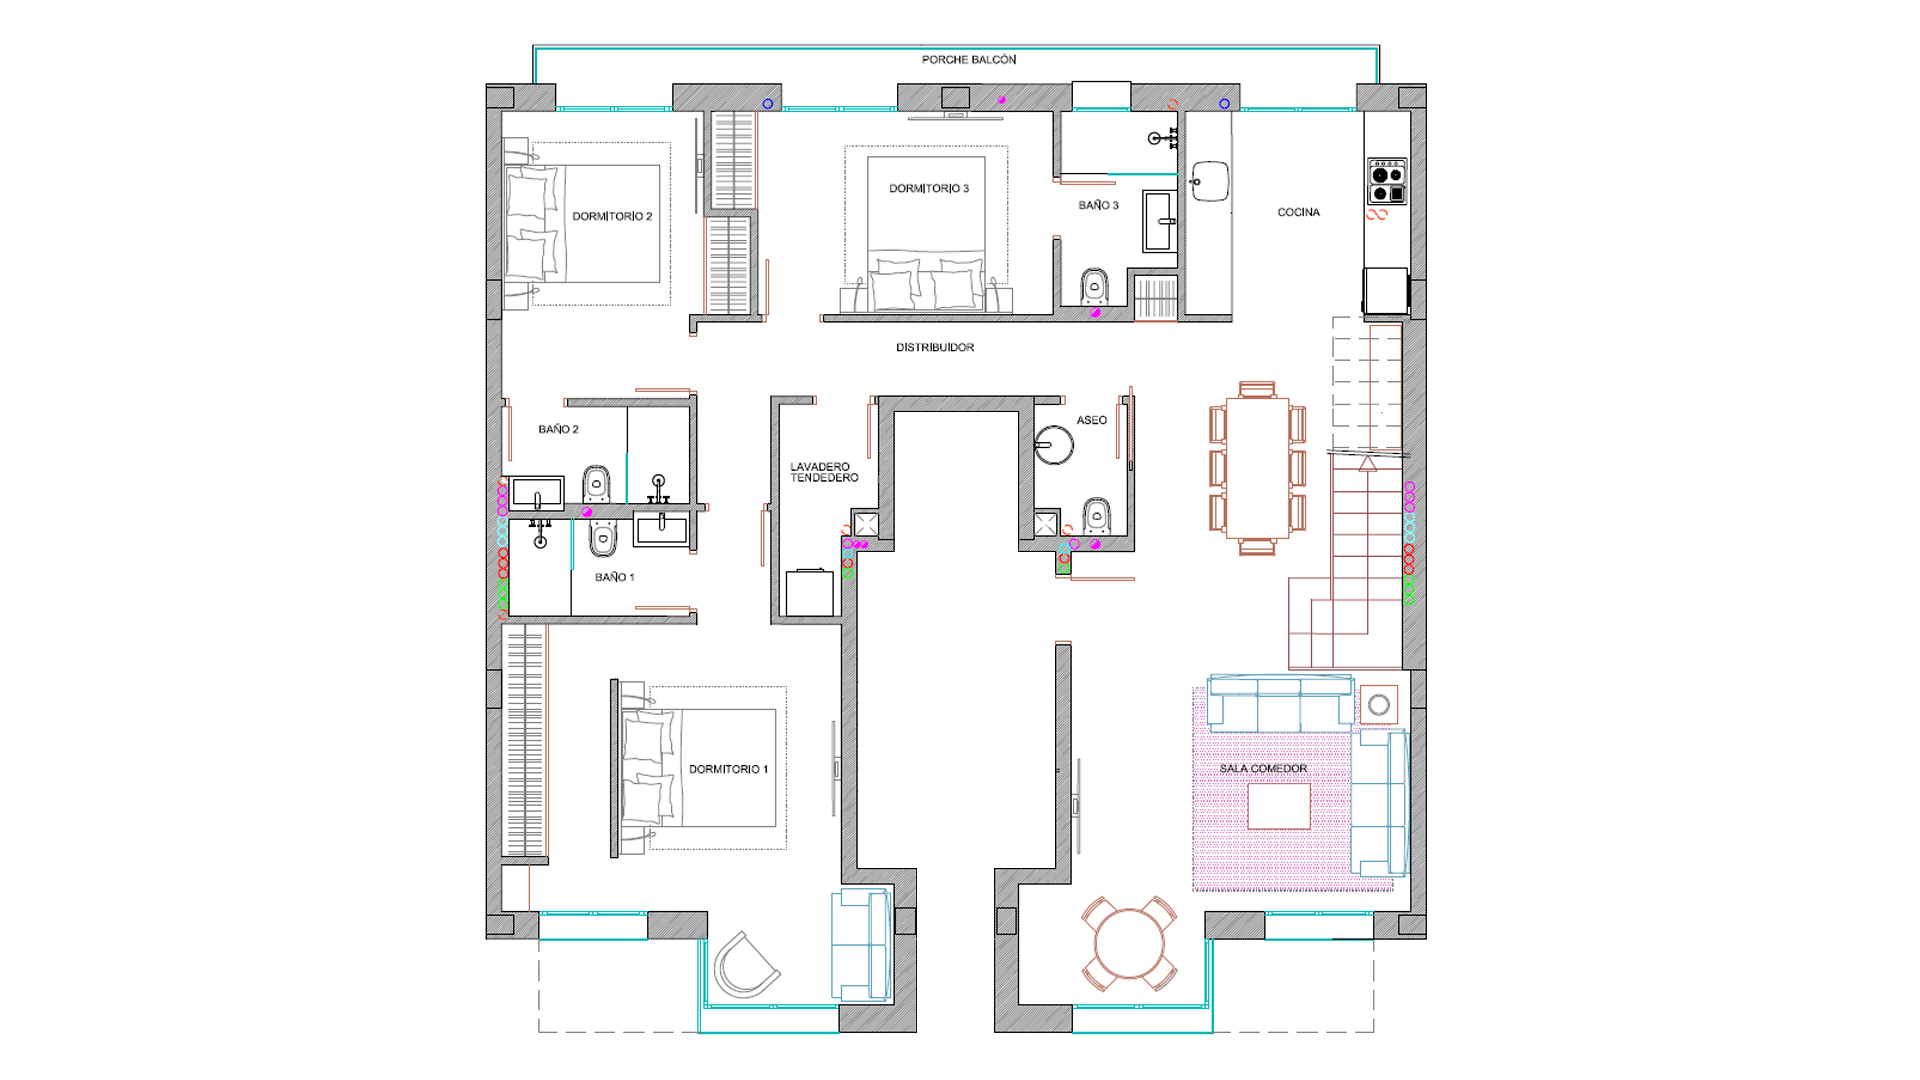 PORCHE BALCÓN
DORMITORIO 3
BAÑO 3
DORMITORIO 2
COCINA
DISTRIBUIDOR
BAÑO 2
ASEO
LAVADERO
TENDEDERO
BAÑO 1
DORMITORIO 1
SALA COMEDOR